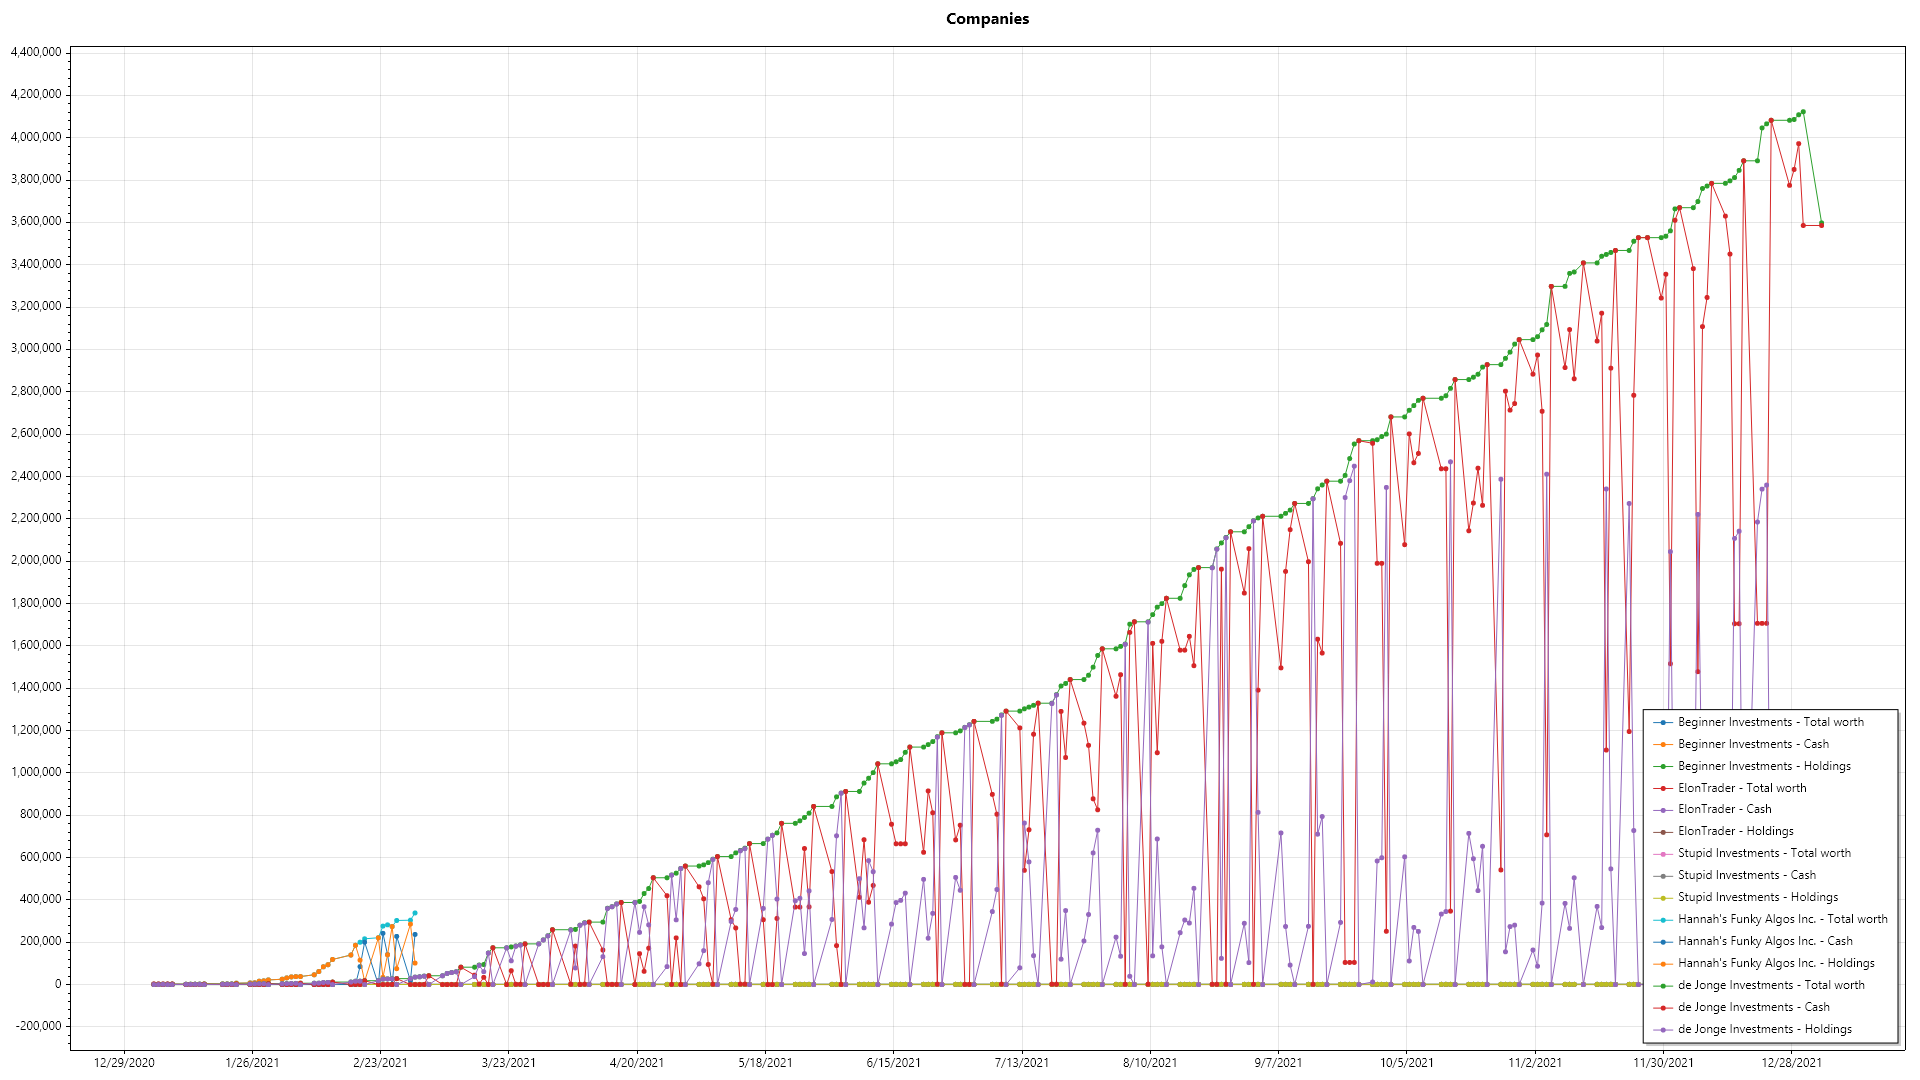 Companies
4,400,000
4,200,000
4,000,000
3,800,000
3,600,000
3,400,000
3,200,000
3,000,000
2,800,000
2,600,000
2,400,000
2,200,000
2,000,000
1,800,000
1,600,000
1,400,000
1,200,000
1,000,000
800,000
600,000
400,000
200,000
0
-200,000
Beginner Investments - Total worth
Beginner Investments - Cash
Beginner Investments - Holdings
ElonTrader - Total worth
ElonTrader - Cash
ElonTrader - Holdings
Stupid Investments - Total worth
Stupid Investments - Cash
Stupid Investments - Holdings
Hannah's Funky Algos Inc. - Total worth
Hannah's Funky Algos Inc. - Cash
Hannah's Funky Algos Inc. - Holdings
de Jonge Investments - Total worth
de Jonge Investments - Cash
de Jonge Investments - Holdings
12/29/2020 1/26/2021 2/23/2021 3/23/2021 4/20/2021 5/18/2021 6/15/2021 7/13/2021 8/10/2021 9/7/2021 10/5/2021 11/2/2021 11/30/2021 12/28/2021